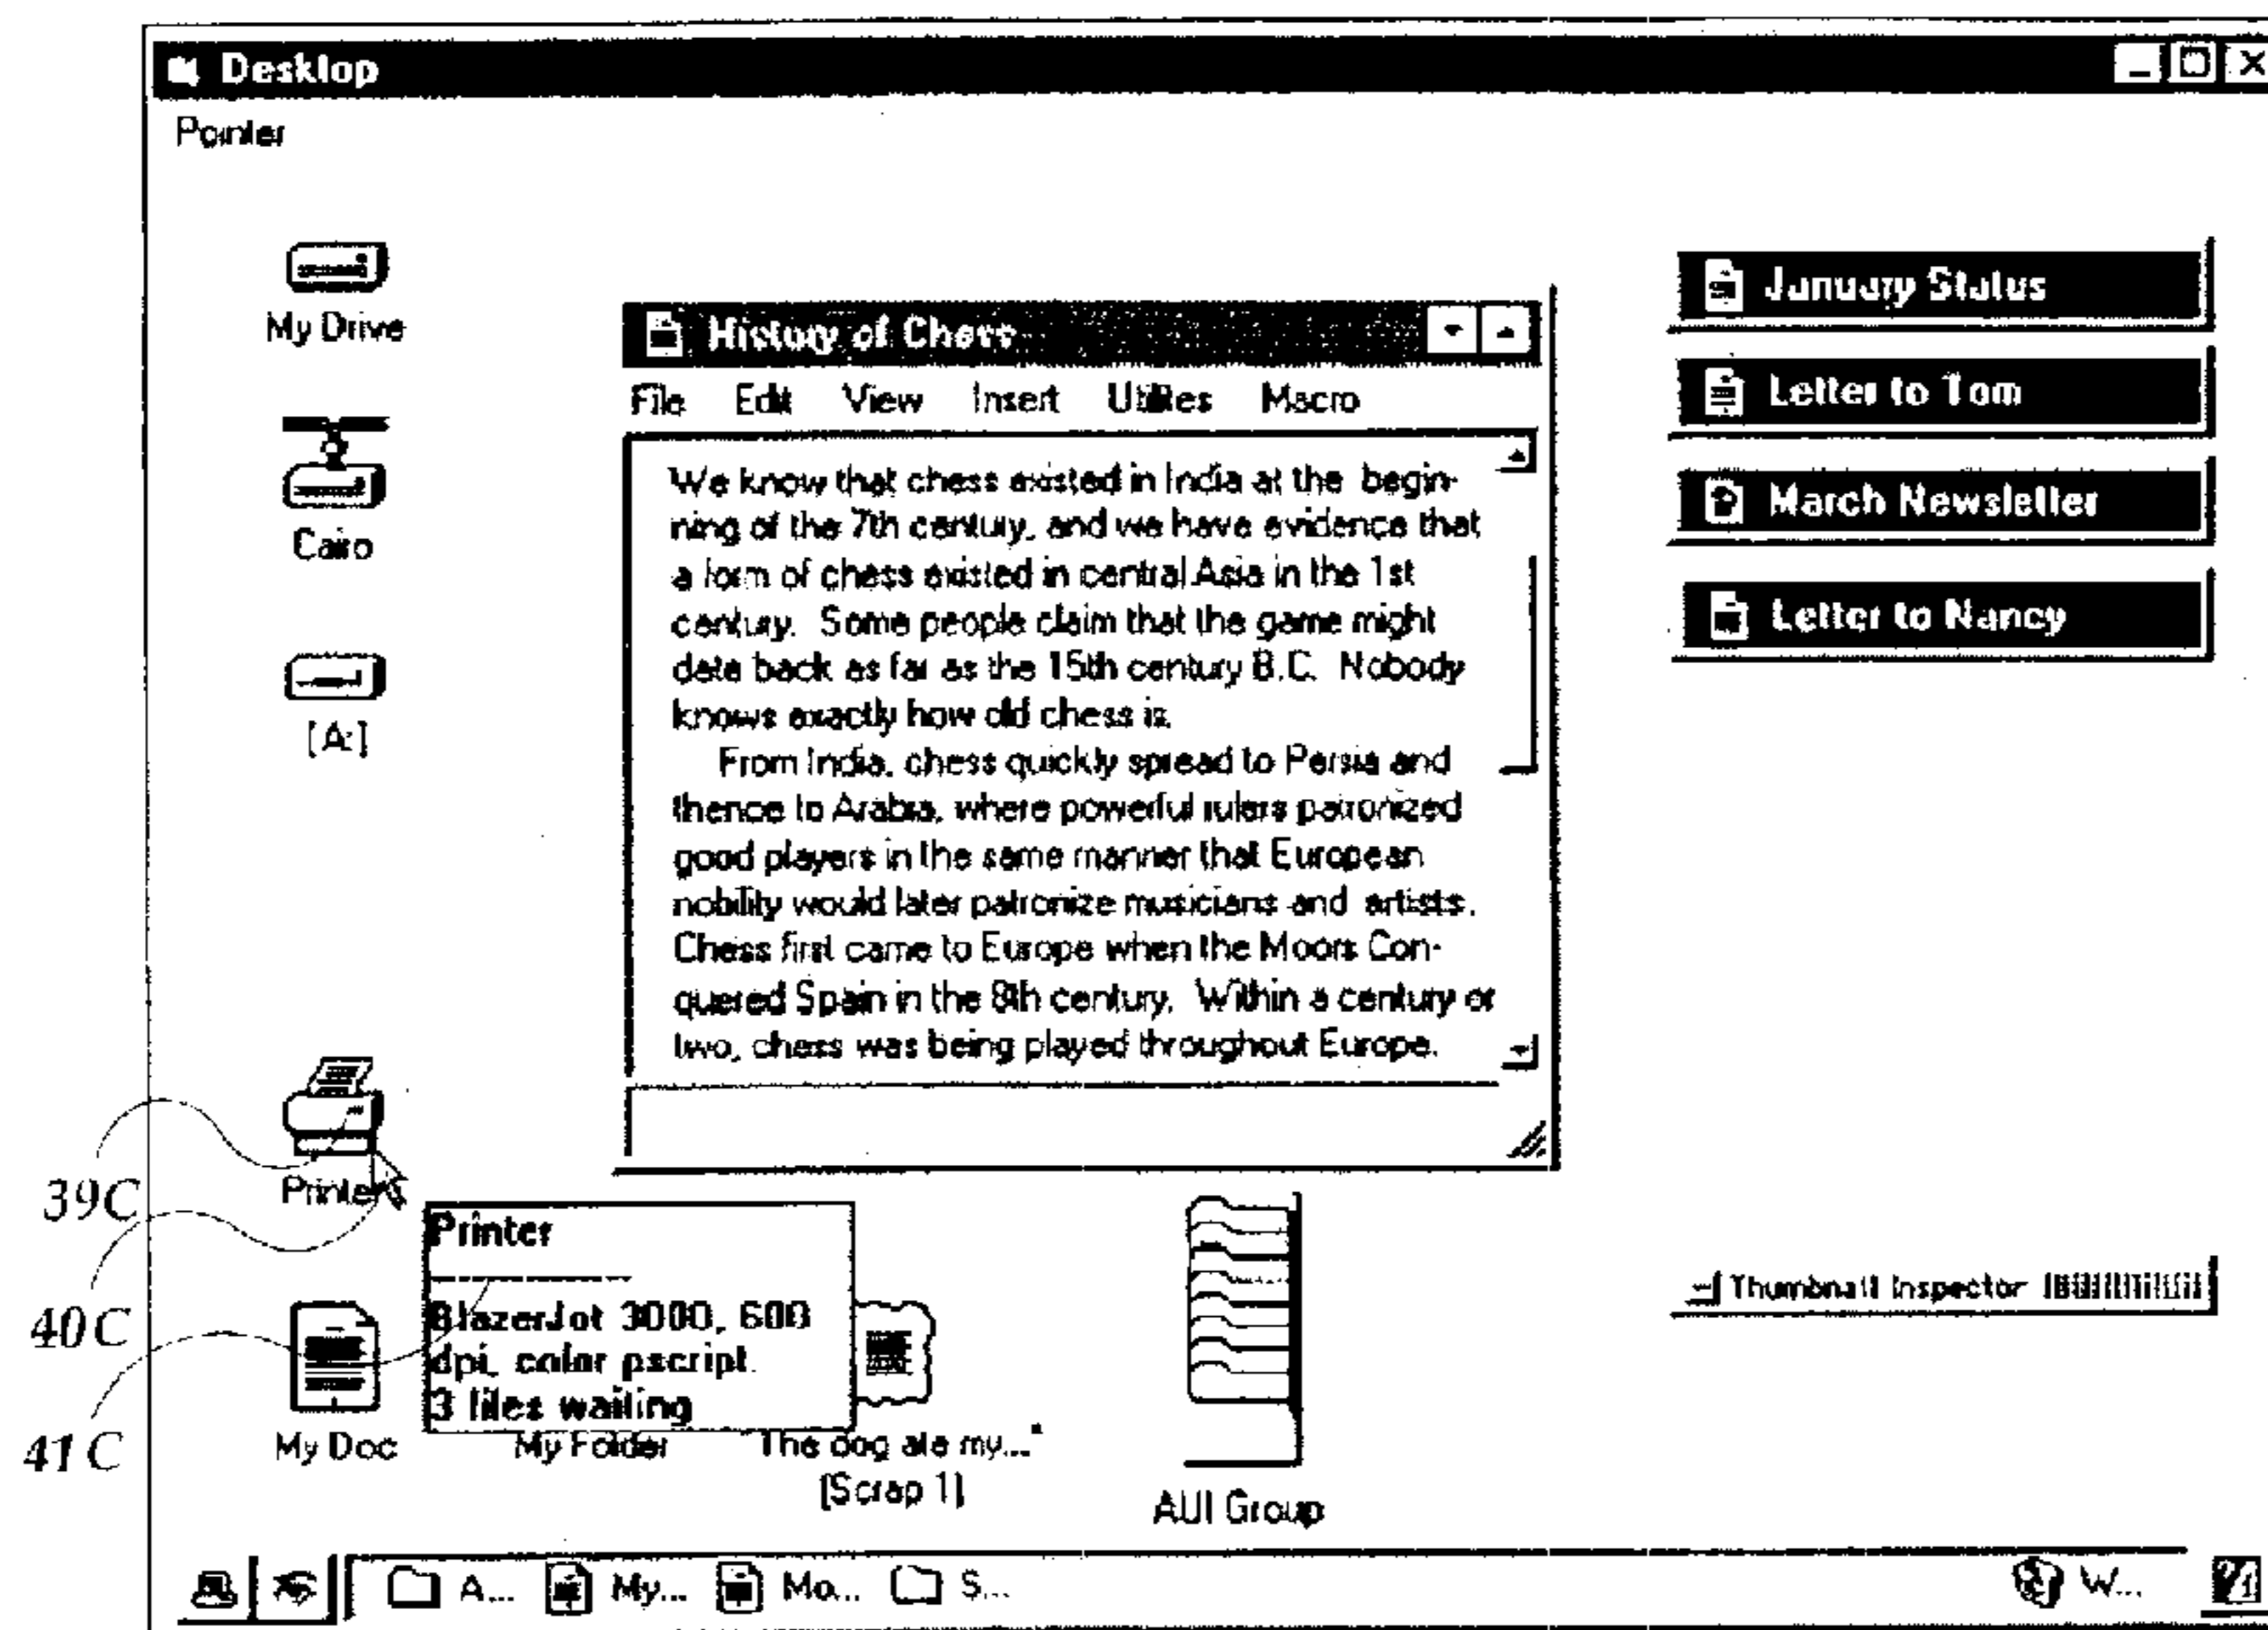 Desktop
Pointer
My Drive
Cairo
[A:]
History of Chess
File Edit View Insert Utilities Macro
We know that chess existed in India at the begin-
ning of the 7th century, and we have evidence that
a form of chess existed in central Asia in the 1st
century. Some people claim that the game might
date back as far as the 15th century B.C. Nobody
knows exactly how old chess is.
From India, chess quickly spread to Persia and
thence to Arabia, where powerful rulers patronized
good players in the same manner that European
nobility would later patronize musicians and artists.
Chess first came to Europe when the Moors Con-
quered Spain in the 8th century. Within a century or
two, chess was being played throughout Europe.
January Status
Letter to Tom
March Newsletter
Letter to Nancy
39C
Printer
40C
Printer
BlazerJet 3000, 600
dpi, color pscript.
3 files waiting
41C
My Doc
My Folder
The dog ate my..."
[Scrap 1]
AUI Group
Thumbnail Inspector
A... My... Mo... S... W...